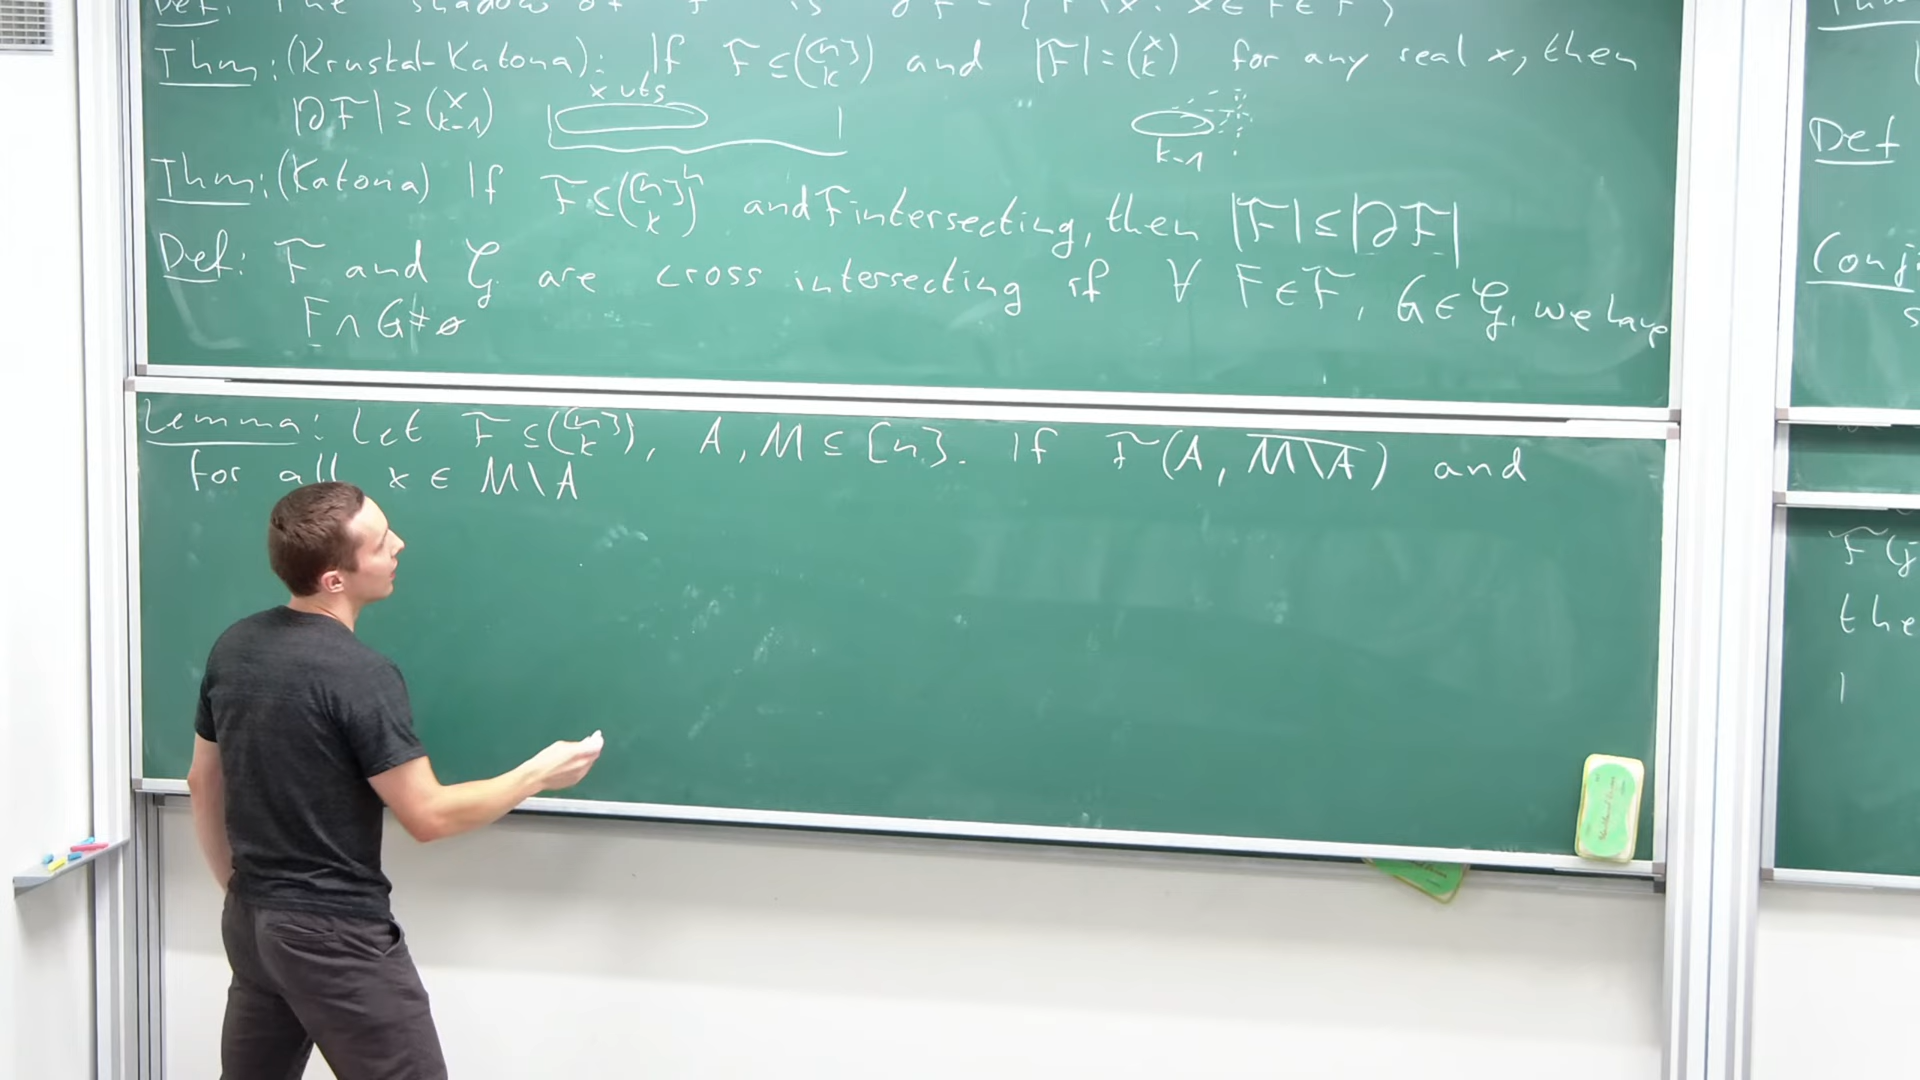 Def: The shadow of F is ∂F = {F\x : x ∈ F ∈ F}
Thm: (Kruskal-Katona): If F ⊆ ([n] k) and |F| = (x k) for any real x, then
|∂F| ≥ (x k-1)
x vts
k-1
Thm: (Katona) If F ⊆ ([n] k) and F intersecting, then |F| ≤ |∂F|
Def: F and G are cross intersecting if ∀ F ∈ F, G ∈ G, we have
F ∩ G ≠ ∅
Lemma: Let F ⊆ ([n] k), A, M ⊆ [n]. If F(A, \overline{M\A}) and
for all x ∈ M\A
Def
Conj:
F(j
the